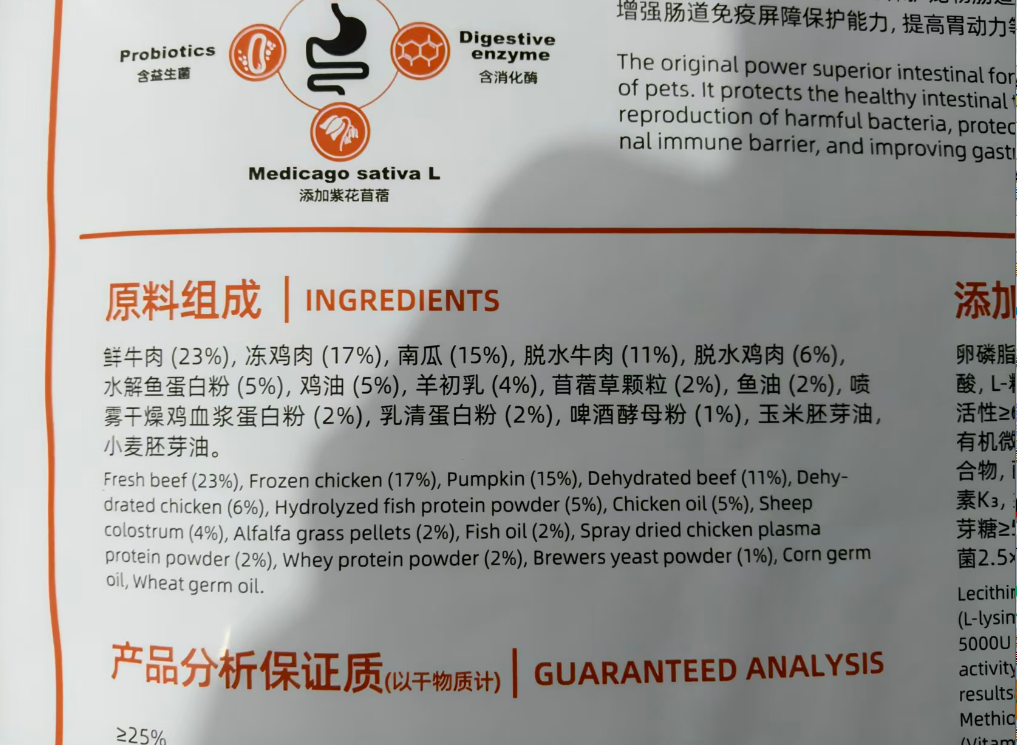 增强肠道免疫屏障保护能力, 提高胃动力
Probiotics
含益生菌
Digestive
enzyme
含消化酶
Medicago sativa L
添加紫花苜蓿
The original power superior intestinal
of pets. It protects the healthy intestinal
reproduction of harmful bacteria,
nal immune barrier, and improving
原料组成 | INGREDIENTS
鲜牛肉 (23%), 冻鸡肉 (17%), 南瓜 (15%), 脱水牛肉 (11%), 脱水鸡肉 (6%),
水解鱼蛋白粉 (5%), 鸡油 (5%), 羊初乳 (4%), 苜蓿草颗粒 (2%), 鱼油 (2%), 喷
雾干燥鸡血浆蛋白粉 (2%), 乳清蛋白粉 (2%), 啤酒酵母粉 (1%), 玉米胚芽油,
小麦胚芽油。
Fresh beef (23%), Frozen chicken (17%), Pumpkin (15%), Dehydrated beef (11%), Dehy-
drated chicken (6%), Hydrolyzed fish protein powder (5%), Chicken oil (5%), Sheep
colostrum (4%), Alfalfa grass pellets (2%), Fish oil (2%), Spray dried chicken plasma
protein powder (2%), Whey protein powder (2%), Brewers yeast powder (1%), Corn germ
oil, Wheat germ oil.
产品分析保证质(以干物质计) | GUARANTEED ANALYSIS
≥25%
添加
卵磷脂
酸, L-
活性≥
有机微
合物,
素K₃,
芽糖≥
菌2.5×
(L-lysin
5000U
activity
results